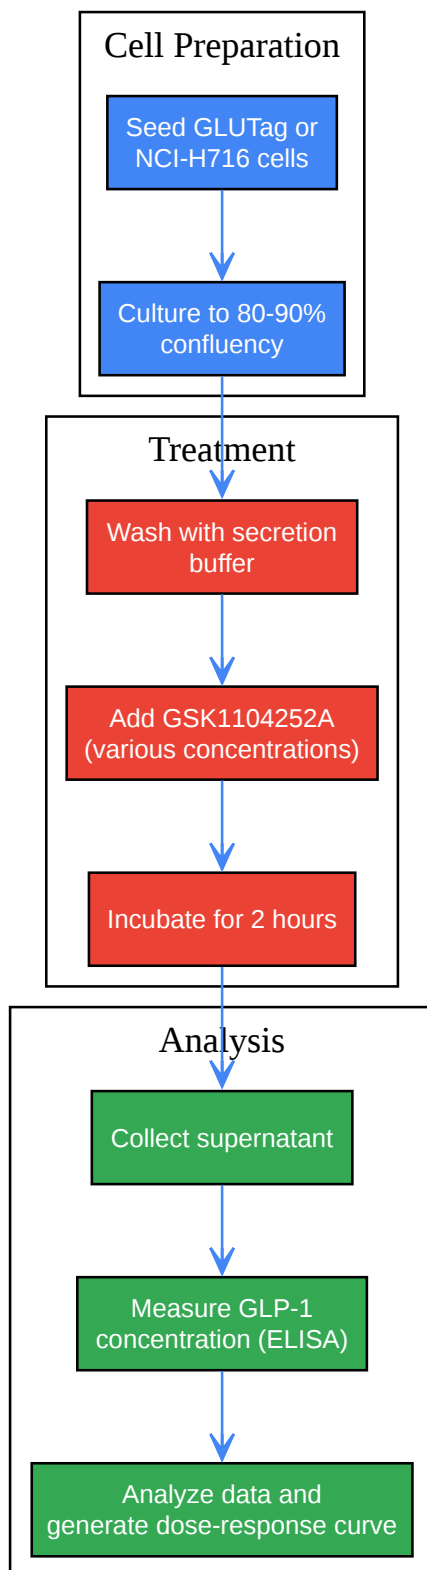 Cell Preparation
Seed GLUTag or
NCI-H716 cells
Culture to 80-90%
confluency
Treatment
Wash with secretion
buffer
Add GSK1104252A
(various concentrations)
Incubate for 2 hours
Analysis
Collect supernatant
Measure GLP-1
concentration (ELISA)
Analyze data and
generate dose-response curve